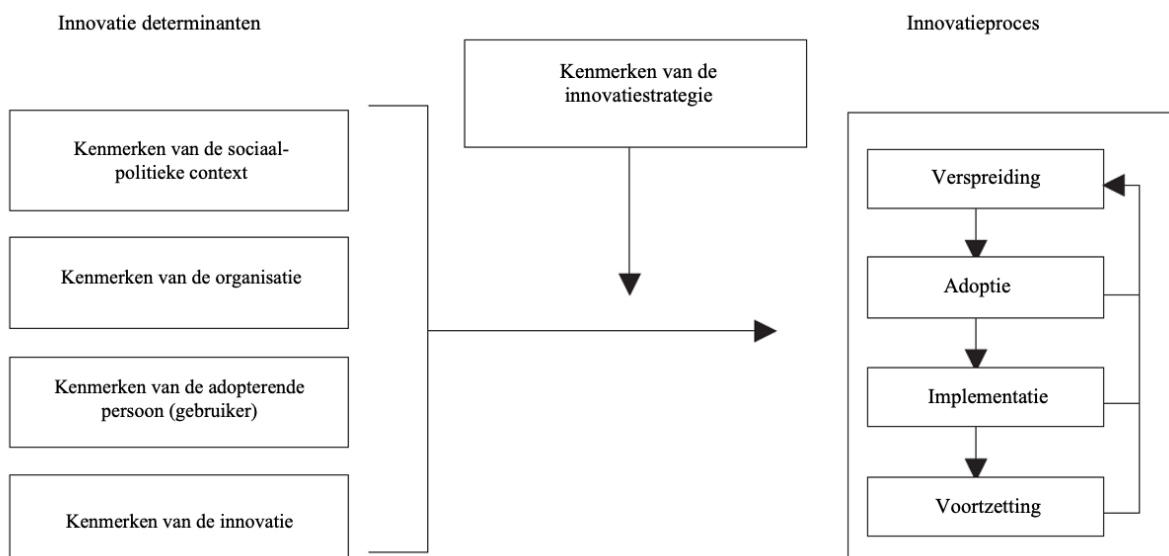 Innovatie determinanten
Innovatieproces
Kenmerken van de
innovatiestrategie
Kenmerken van de sociaal-
politieke context
Kenmerken van de organisatie
Kenmerken van de adopterende
persoon (gebruiker)
Kenmerken van de innovatie
Verspreiding
Adoptie
Implementatie
Voortzetting